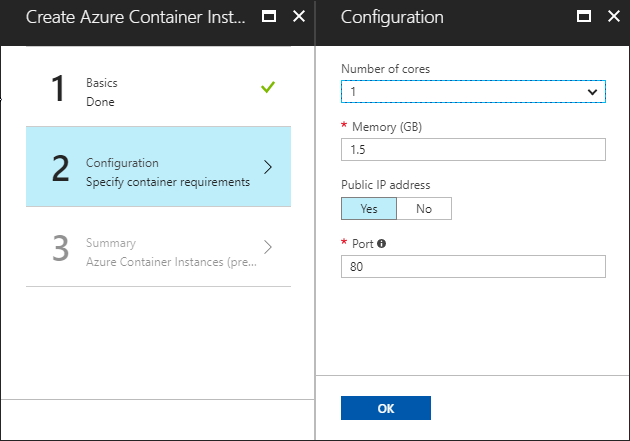 Create Azure Container Inst...
1
Basics
Done
2
Configuration
Specify container requirements
3
Summary
Azure Container Instances (pre...
Configuration
Number of cores
1
* Memory (GB)
1.5
Public IP address
Yes No
* Port
80
OK